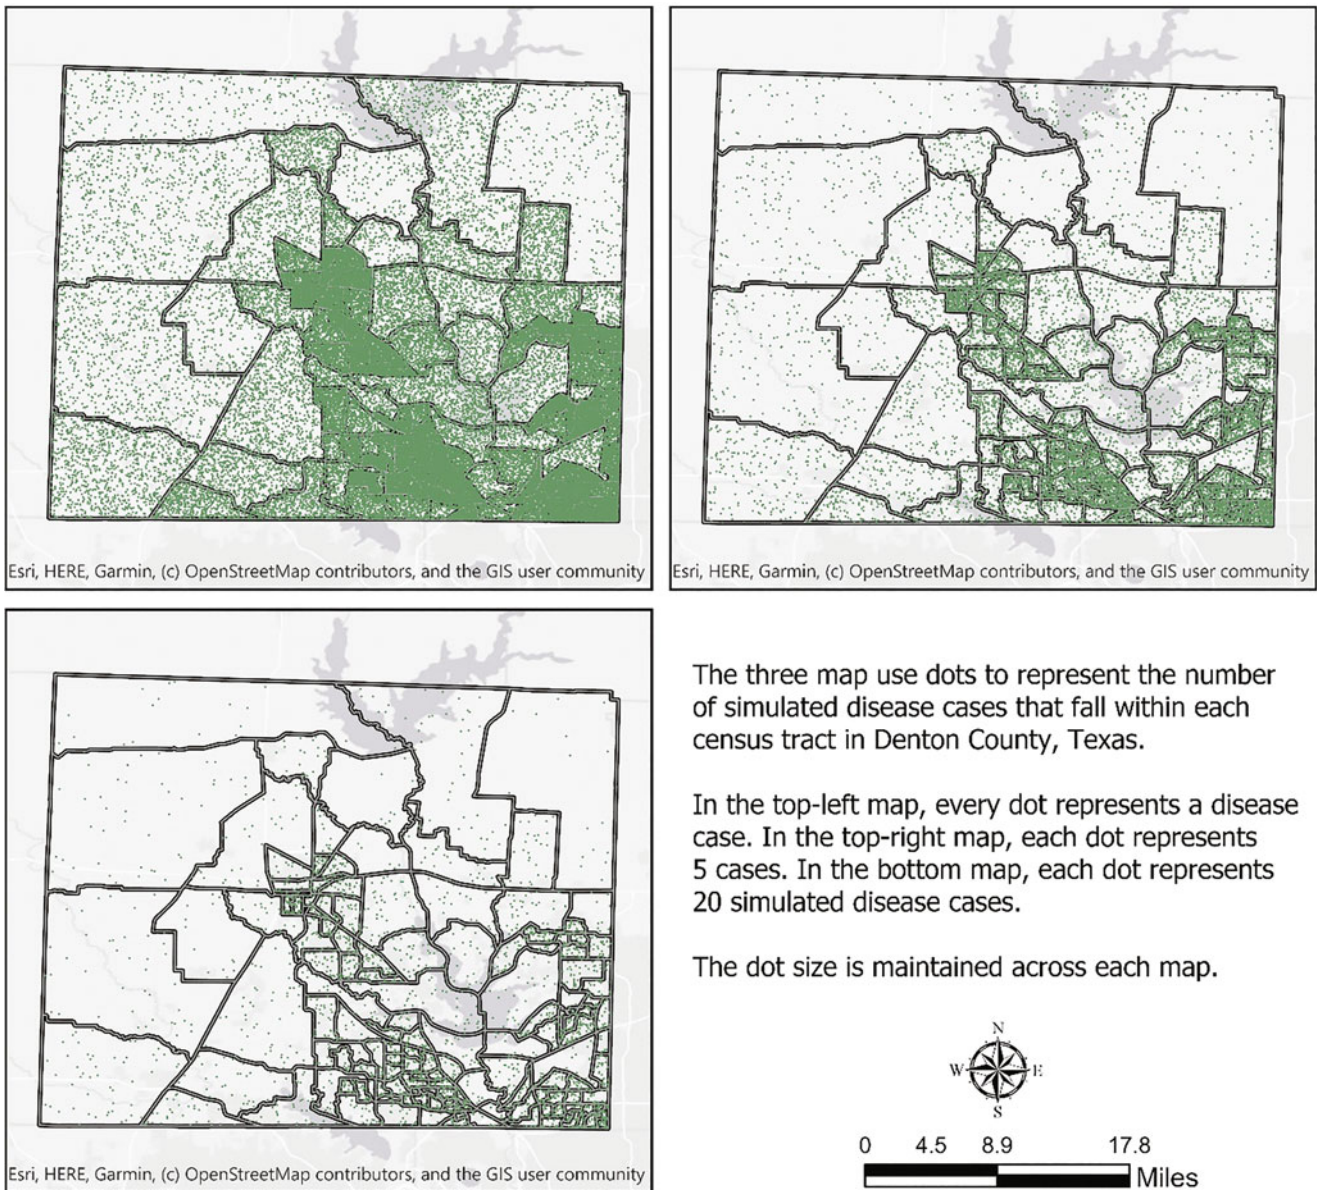 Esri, HERE, Garmin, (c) OpenStreetMap contributors, and the GIS user community
Esri, HERE, Garmin, (c) OpenStreetMap contributors, and the GIS user community
Esri, HERE, Garmin, (c) OpenStreetMap contributors, and the GIS user community
The three map use dots to represent the number
of simulated disease cases that fall within each
census tract in Denton County, Texas.
In the top-left map, every dot represents a disease
case. In the top-right map, each dot represents
5 cases. In the bottom map, each dot represents
20 simulated disease cases.
The dot size is maintained across each map.
N
W E
S
0 4.5 8.9 17.8
Miles